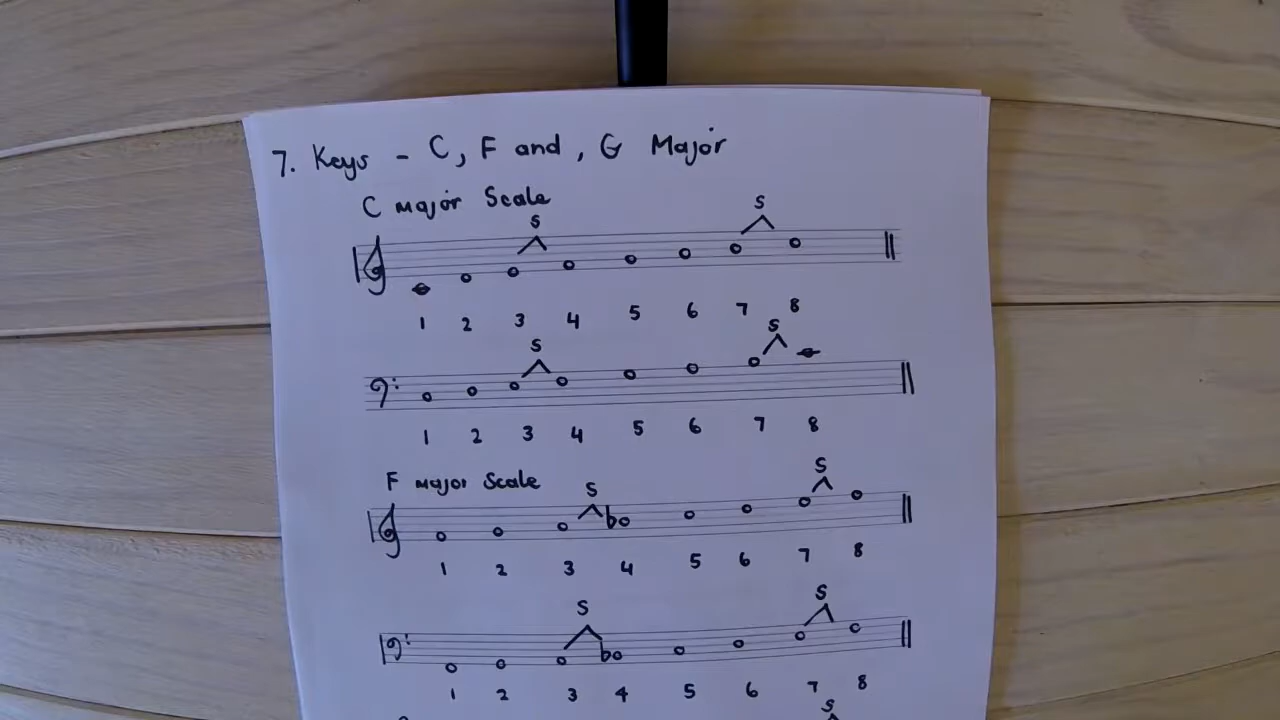 7. Keys - C, F and, G Major
C major Scale
S S
1 2 3 4 5 6 7 8
S S
1 2 3 4 5 6 7 8
F major Scale
S S
1 2 3 4 5 6 7 8
S S
1 2 3 4 5 6 7 8
S